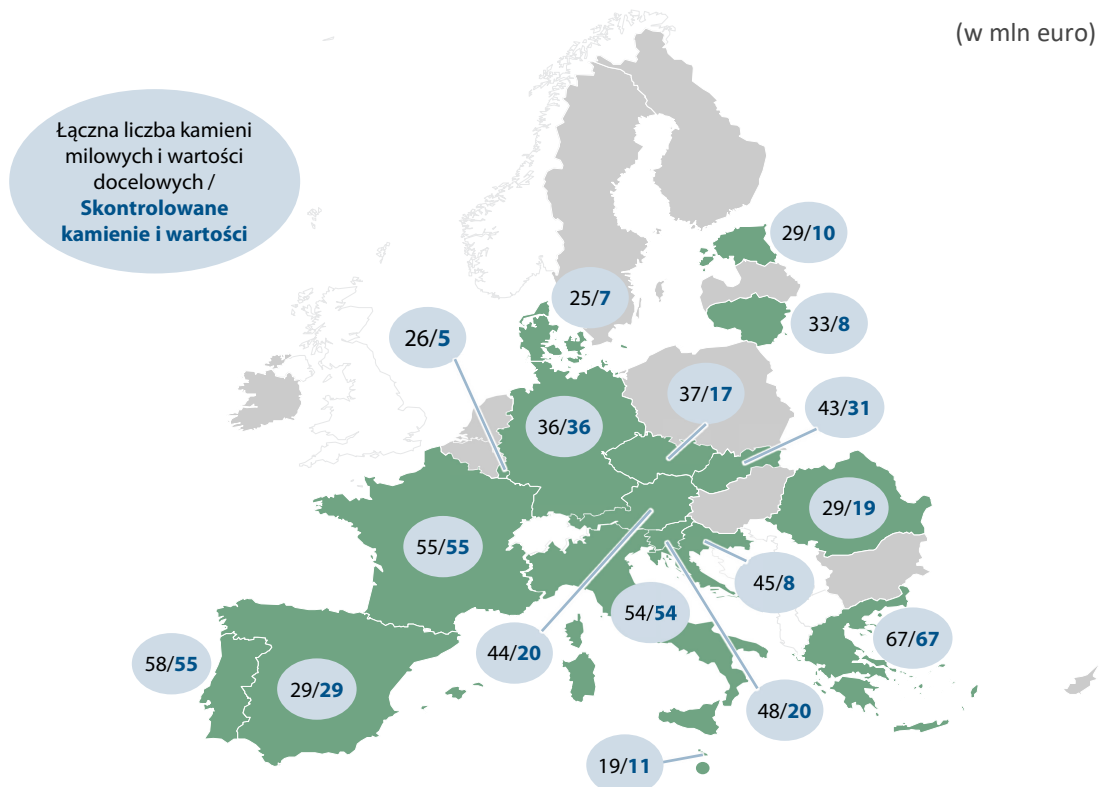 (w mln euro)
Łączna liczba kamieni
milowych i wartości
docelowych /
Skontrolowane
kamienie i wartości
29/10
25/7
33/8
26/5
37/17
43/31
36/36
29/19
55/55
45/8
54/54
67/67
58/55
44/20
29/29
48/20
19/11